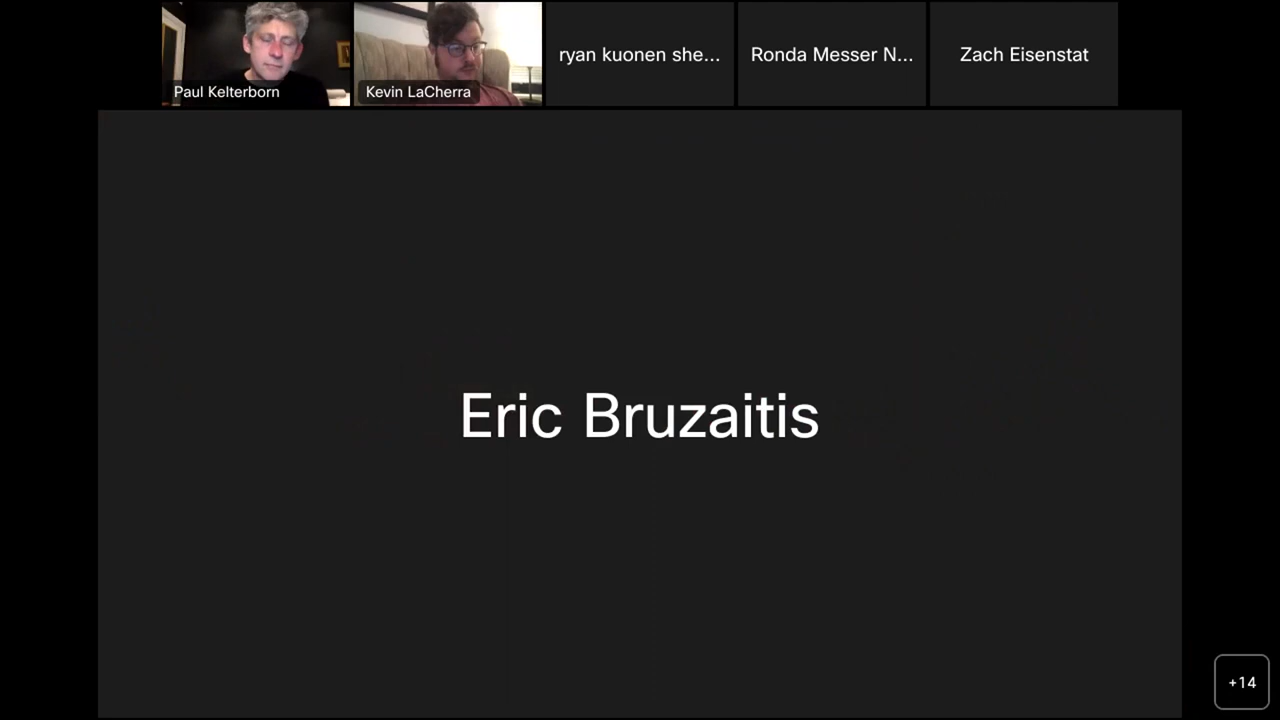 Paul Kelterborn
Kevin LaCherra
ryan kuonen she...
Ronda Messer N...
Zach Eisenstat
Eric Bruzaitis
+14